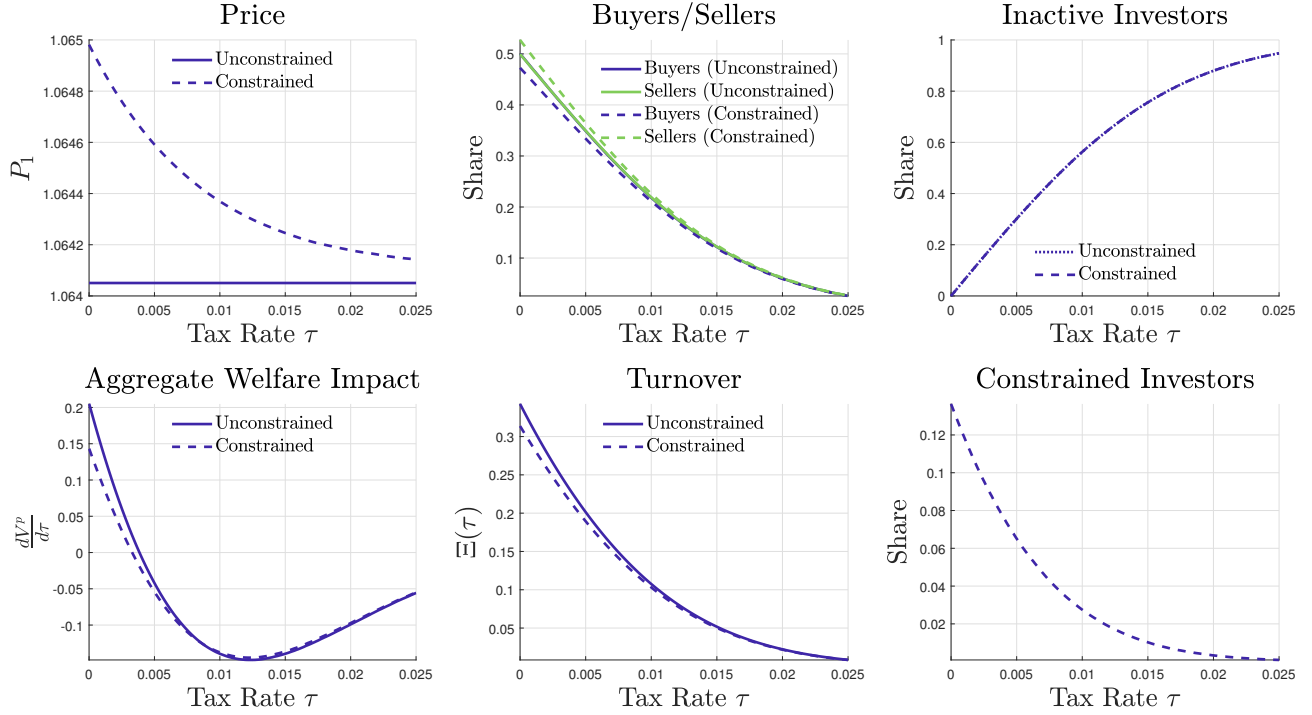 Price
1.065
1.0648
1.0646
1.0644
1.0642
1.064
P1
Unconstrained
Constrained
0 0.005 0.01 0.015 0.02 0.025
Tax Rate τ
Buyers/Sellers
0.5
0.4
0.3
0.2
0.1
Share
Buyers (Unconstrained)
Sellers (Unconstrained)
Buyers (Constrained)
Sellers (Constrained)
0 0.005 0.01 0.015 0.02 0.025
Tax Rate τ
Inactive Investors
1
0.8
0.6
0.4
0.2
0
Share
Unconstrained
Constrained
0 0.005 0.01 0.015 0.02 0.025
Tax Rate τ
Aggregate Welfare Impact
0.2
0.15
0.1
0.05
0
-0.05
-0.1
dV^p/dτ
Unconstrained
Constrained
0 0.005 0.01 0.015 0.02 0.025
Tax Rate τ
Turnover
0.3
0.25
0.2
0.15
0.1
0.05
Ξ(τ)
Unconstrained
Constrained
0 0.005 0.01 0.015 0.02 0.025
Tax Rate τ
Constrained Investors
0.12
0.1
0.08
0.06
0.04
0.02
Share
0 0.005 0.01 0.015 0.02 0.025
Tax Rate τ